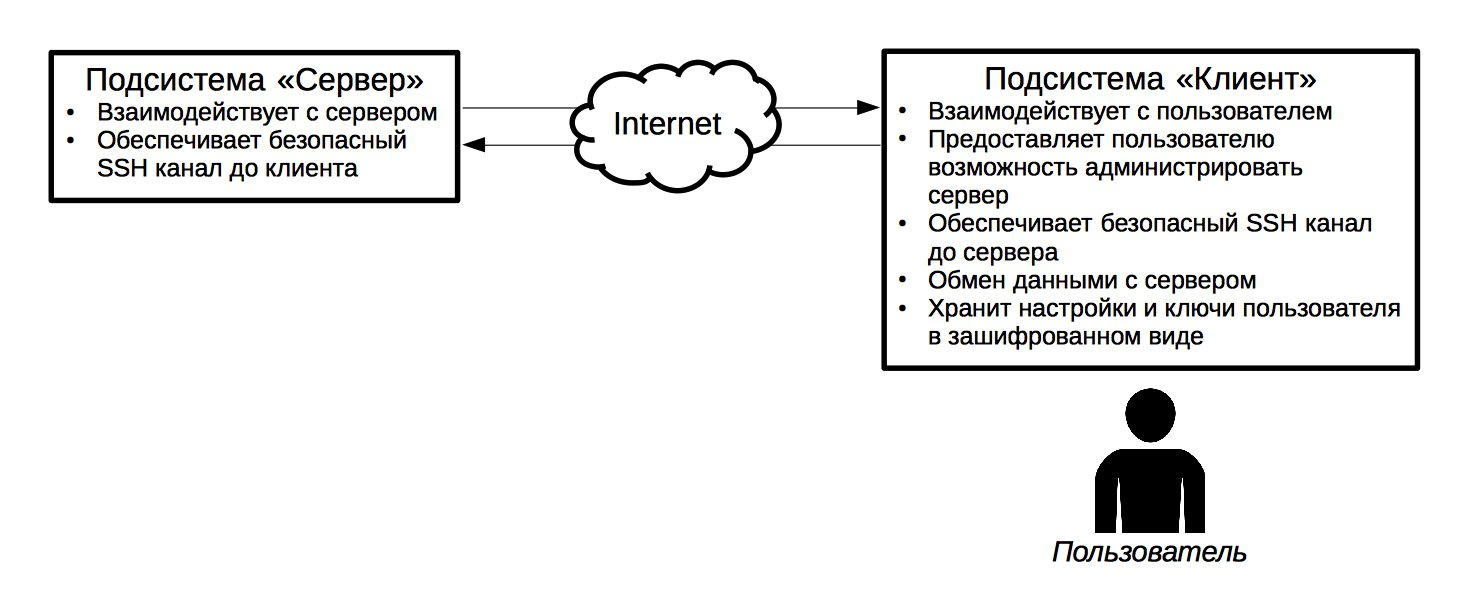 Подсистема «Сервер»
• Взаимодействует с сервером
• Обеспечивает безопасный
SSH канал до клиента
Internet
Подсистема «Клиент»
• Взаимодействует с пользователем
• Предоставляет пользователю
возможность администрировать
сервер
• Обеспечивает безопасный SSH канал
до сервера
• Обмен данными с сервером
• Хранит настройки и ключи пользователя
в зашифрованном виде
Пользователь